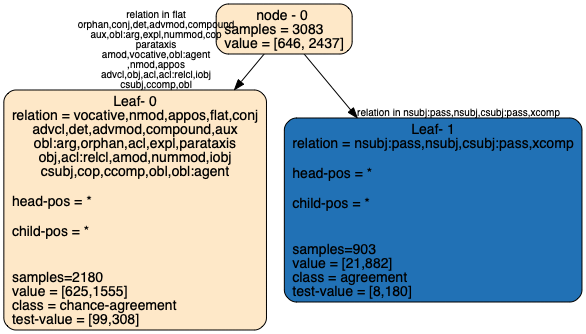 relation in flat
orphan,conj,det,advmod,compound
aux,obl:arg,expl,nummod,cop
parataxis
amod,vocative,obl:agent
,nmod,appos
advcl,obj,acl,acl:relcl,iobj
csubj,ccomp,obl
node - 0
samples = 3083
value = [646, 2437]
relation in nsubj:pass,nsubj,csubj:pass,xcomp
Leaf- 0
relation = vocative,nmod,appos,flat,conj
advcl,det,advmod,compound,aux
obl:arg,orphan,acl,expl,parataxis
obj,acl:relcl,amod,nummod,iobj
csubj,cop,ccomp,obl,obl:agent
head-pos = *
child-pos = *
samples=2180
value = [625,1555]
class = chance-agreement
test-value = [99,308]
Leaf- 1
relation = nsubj:pass,nsubj,csubj:pass,xcomp
head-pos = *
child-pos = *
samples=903
value = [21,882]
class = agreement
test-value = [8,180]